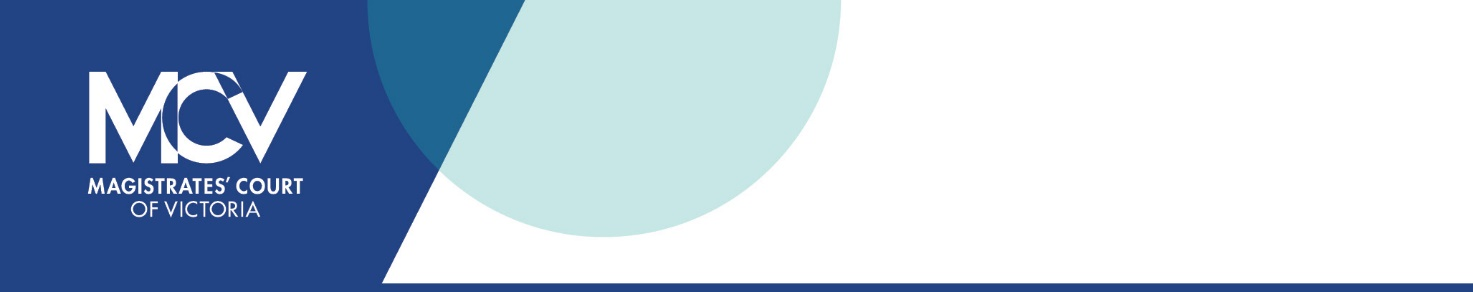 MCV
MAGISTRATES’ COURT
OF VICTORIA